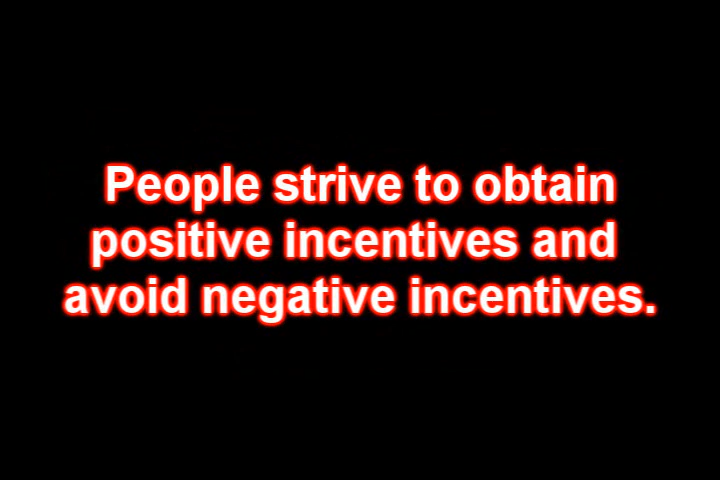 People strive to obtain
positive incentives and
avoid negative incentives.